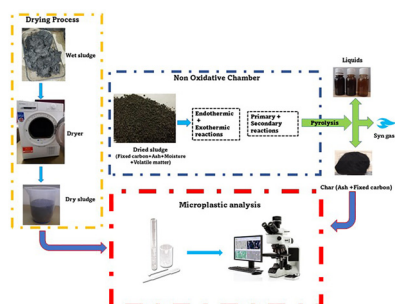 Drying Process
Wet sludge
Dryer
Dry sludge
Non Oxidative Chamber
Dried sludge
(Fixed carbon+Ash+Moisture
+Volatile matter)
Endothermic
+
Exothermic
reactions
Primary +
Secondary
reactions
Pyrolysis
Liquids
Syn gas
Char (Ash +Fixed carbon)
Microplastic analysis